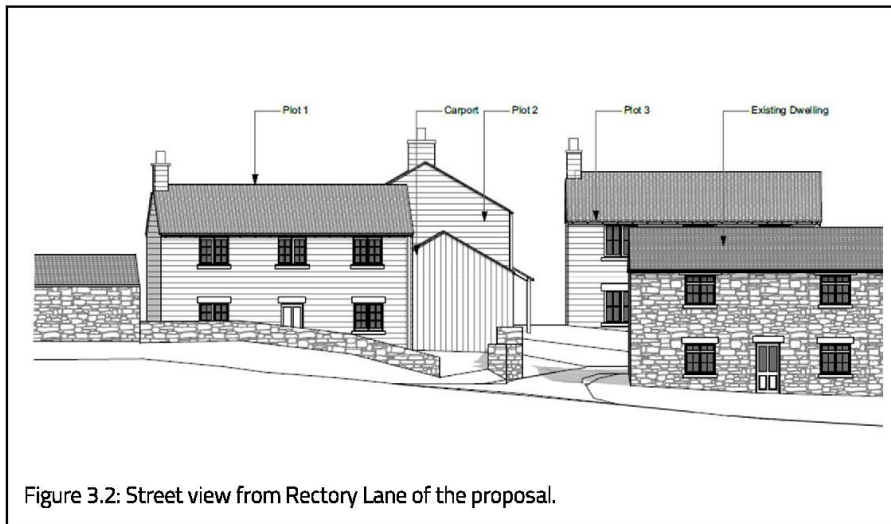 Plot 1
Carport
Plot 2
Plot 3
Existing Dwelling
Figure 3.2: Street view from Rectory Lane of the proposal.